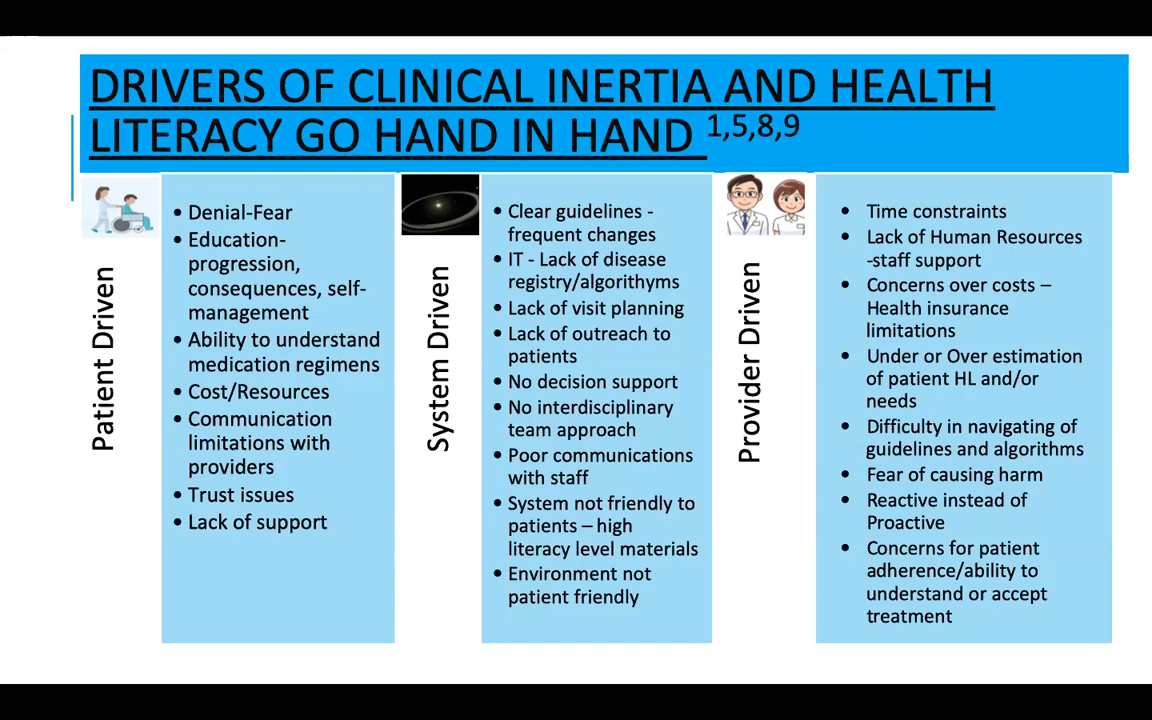 DRIVERS OF CLINICAL INERTIA AND HEALTH
LITERACY GO HAND IN HAND 1,5,8,9
Patient Driven
• Denial-Fear
• Education-
progression,
consequences, self-
management
• Ability to understand
medication regimens
• Cost/Resources
• Communication
limitations with
providers
• Trust issues
• Lack of support
System Driven
• Clear guidelines -
frequent changes
• IT - Lack of disease
registry/algorithyms
• Lack of visit planning
• Lack of outreach to
patients
• No decision support
• No interdisciplinary
team approach
• Poor communications
with staff
• System not friendly to
patients – high
literacy level materials
• Environment not
patient friendly
Provider Driven
• Time constraints
• Lack of Human Resources
-staff support
• Concerns over costs –
Health insurance
limitations
• Under or Over estimation
of patient HL and/or
needs
• Difficulty in navigating of
guidelines and algorithms
• Fear of causing harm
• Reactive instead of
Proactive
• Concerns for patient
adherence/ability to
understand or accept
treatment